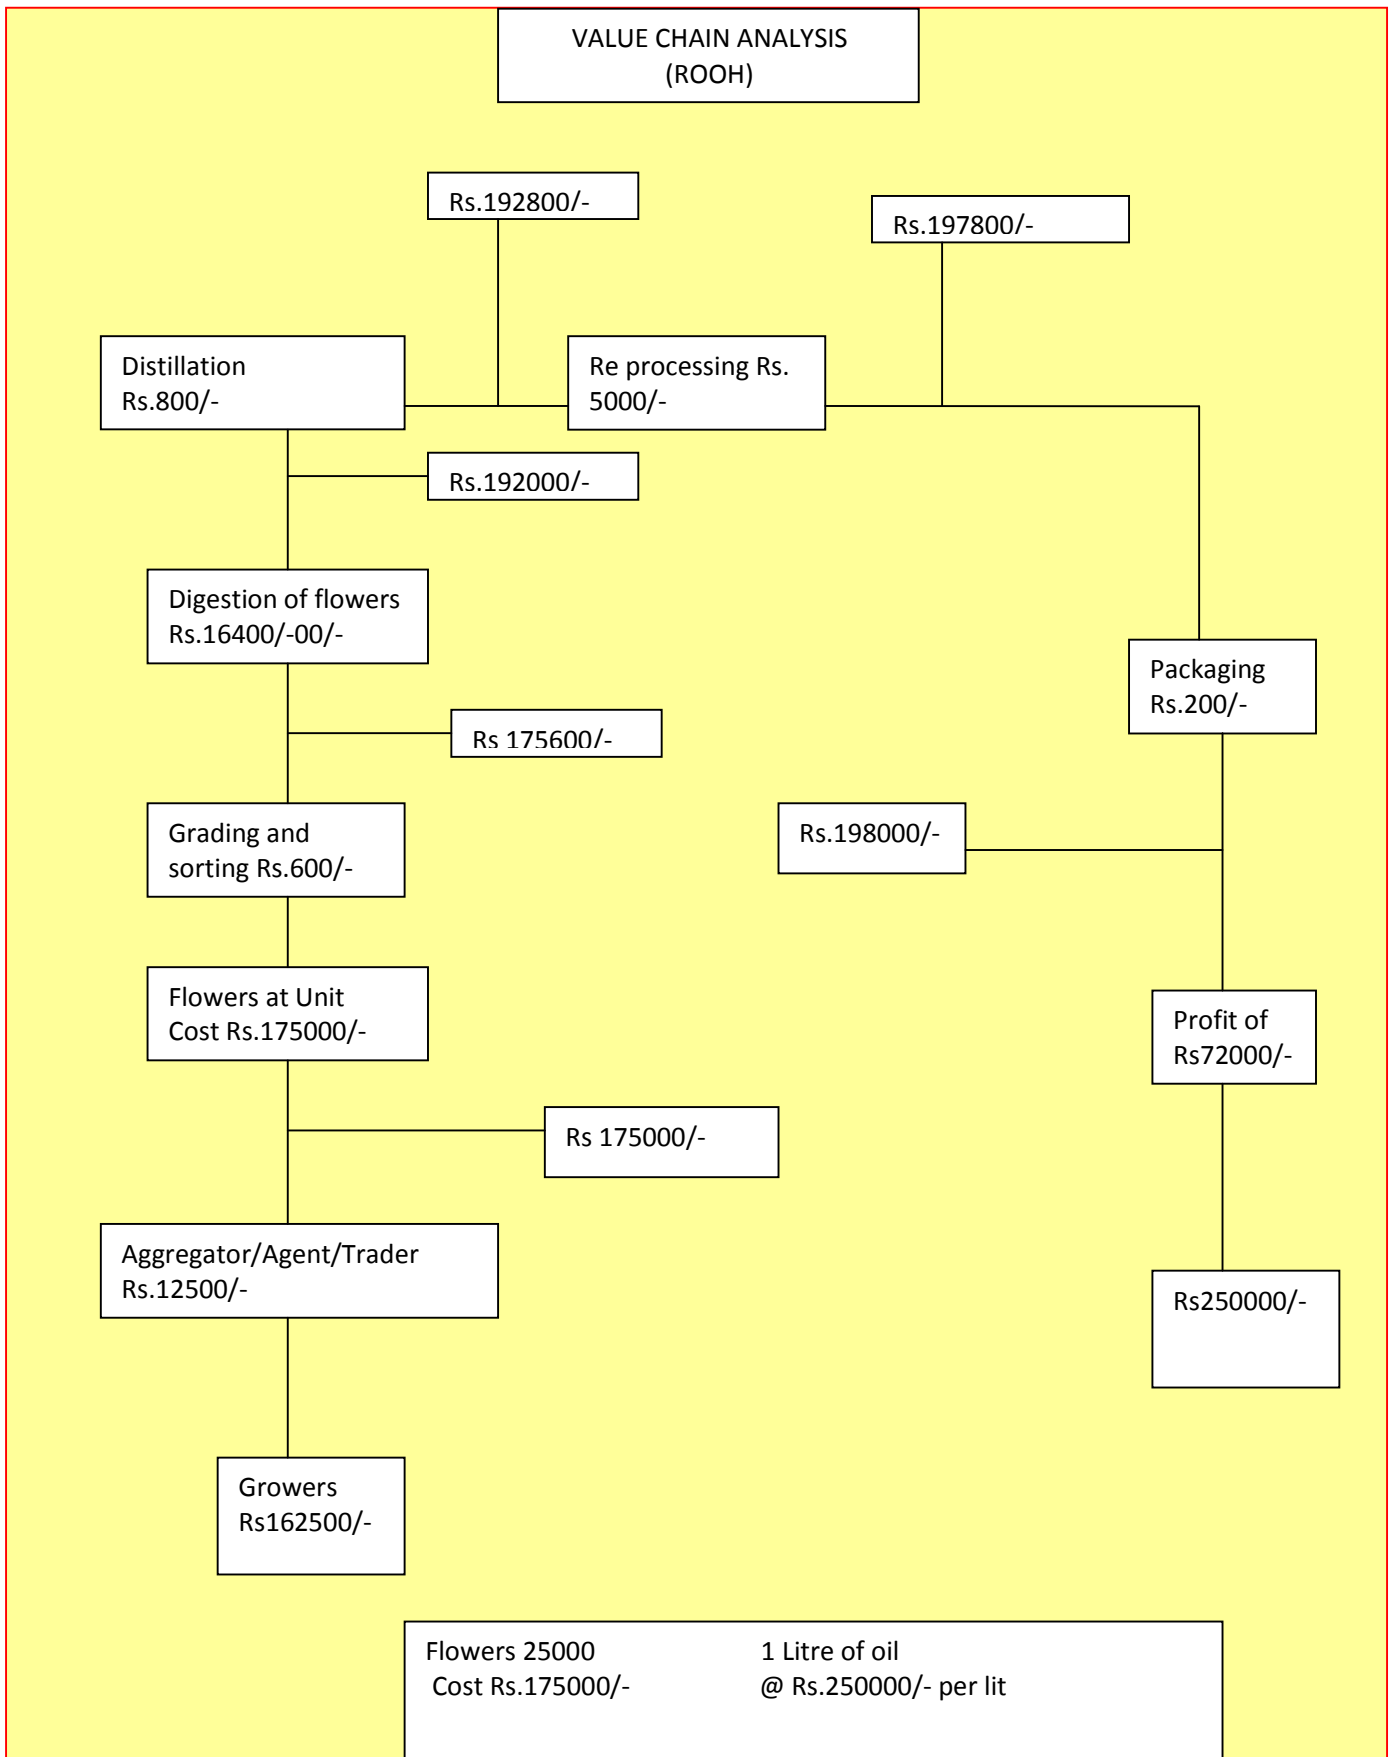 VALUE CHAIN ANALYSIS
(ROOH)
Rs.192800/-
Rs.197800/-
Distillation
Rs.800/-
Re processing Rs.
5000/-
Rs.192000/-
Digestion of flowers
Rs.16400/-00/-
Packaging
Rs.200/-
Rs 175600/-
Grading and
sorting Rs.600/-
Rs.198000/-
Flowers at Unit
Cost Rs.175000/-
Profit of
Rs72000/-
Rs 175000/-
Aggregator/Agent/Trader
Rs.12500/-
Rs250000/-
Growers
Rs162500/-
Flowers 25000 1 Litre of oil
Cost Rs.175000/- @ Rs.250000/- per lit